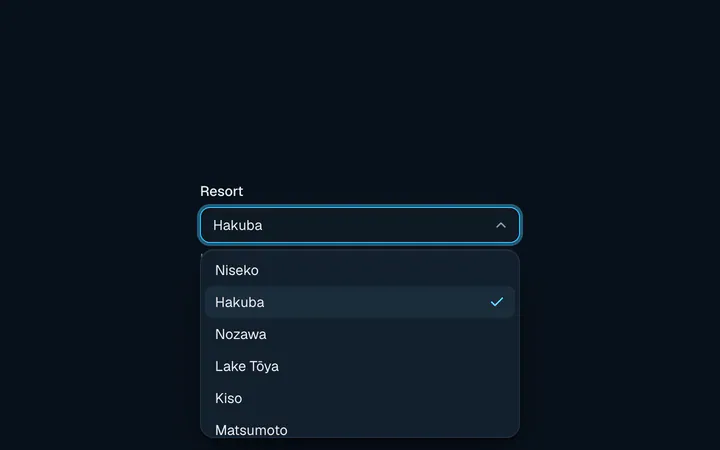 Resort
Hakuba
Niseko
Hakuba
Nozawa
Lake Tōya
Kiso
Matsumoto